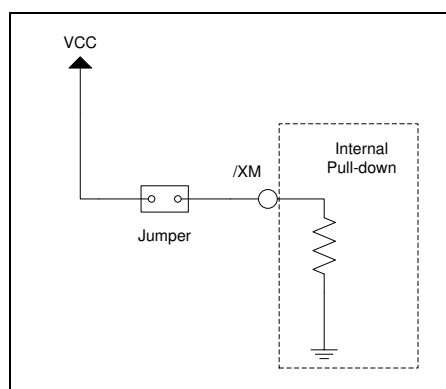 VCC
Internal
Pull-down
/XM
Jumper